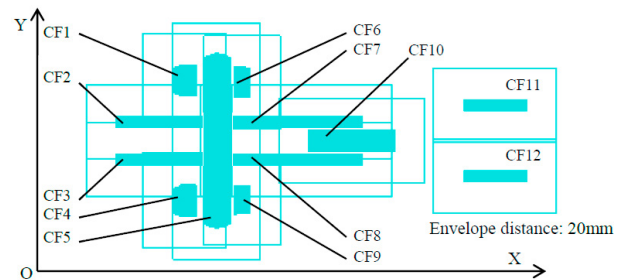 Y
CF1
CF2
CF3
CF4
CF5
CF6
CF7
CF10
CF8
CF9
CF11
CF12
Envelope distance: 20mm
X
O